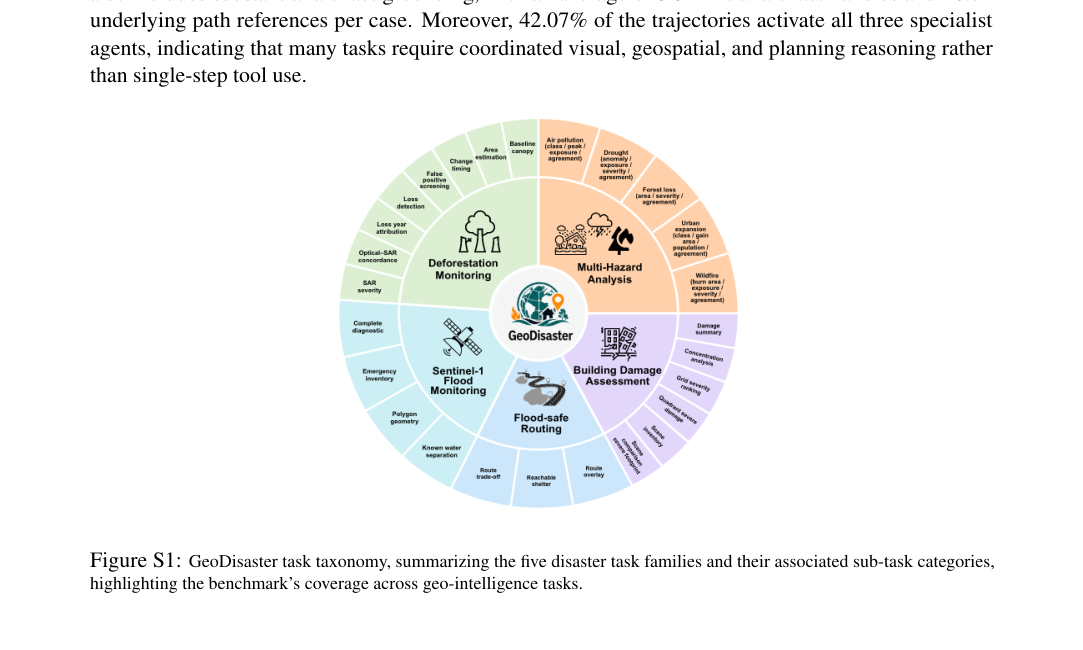 underlying path references per case. Moreover, 42.07% of the trajectories activate all three specialist
agents, indicating that many tasks require coordinated visual, geospatial, and planning reasoning rather
than single-step tool use.
Baseline
canopy
Area
estimation
Change
timing
False
positive
screening
Loss
detection
Loss year
attribution
Optical-SAR
concordance
SAR
severity
Deforestation
Monitoring
Air pollution
(class / peak /
exposure /
agreement)
Drought
(anomaly /
exposure /
severity /
agreement)
Forest loss
(area / severity /
agreement)
Urban
expansion
(class / gain
area /
population /
agreement)
Wildfire
(burn area /
exposure /
severity /
agreement)
Multi-Hazard
Analysis
GeoDisaster
Complete
diagnostic
Emergency
inventory
Polygon
geometry
Known water
separation
Sentinel-1
Flood
Monitoring
Flood-safe
Routing
Route
trade-off
Reachable
shelter
Route
overlay
Building Damage
Assessment
Damage
summary
Concentration
analysis
Grid severity
ranking
Quadrant severe
damage
Scene
inventory
Scene
comparison
severe footprint
Figure S1: GeoDisaster task taxonomy, summarizing the five disaster task families and their associated sub-task categories,
highlighting the benchmark's coverage across geo-intelligence tasks.